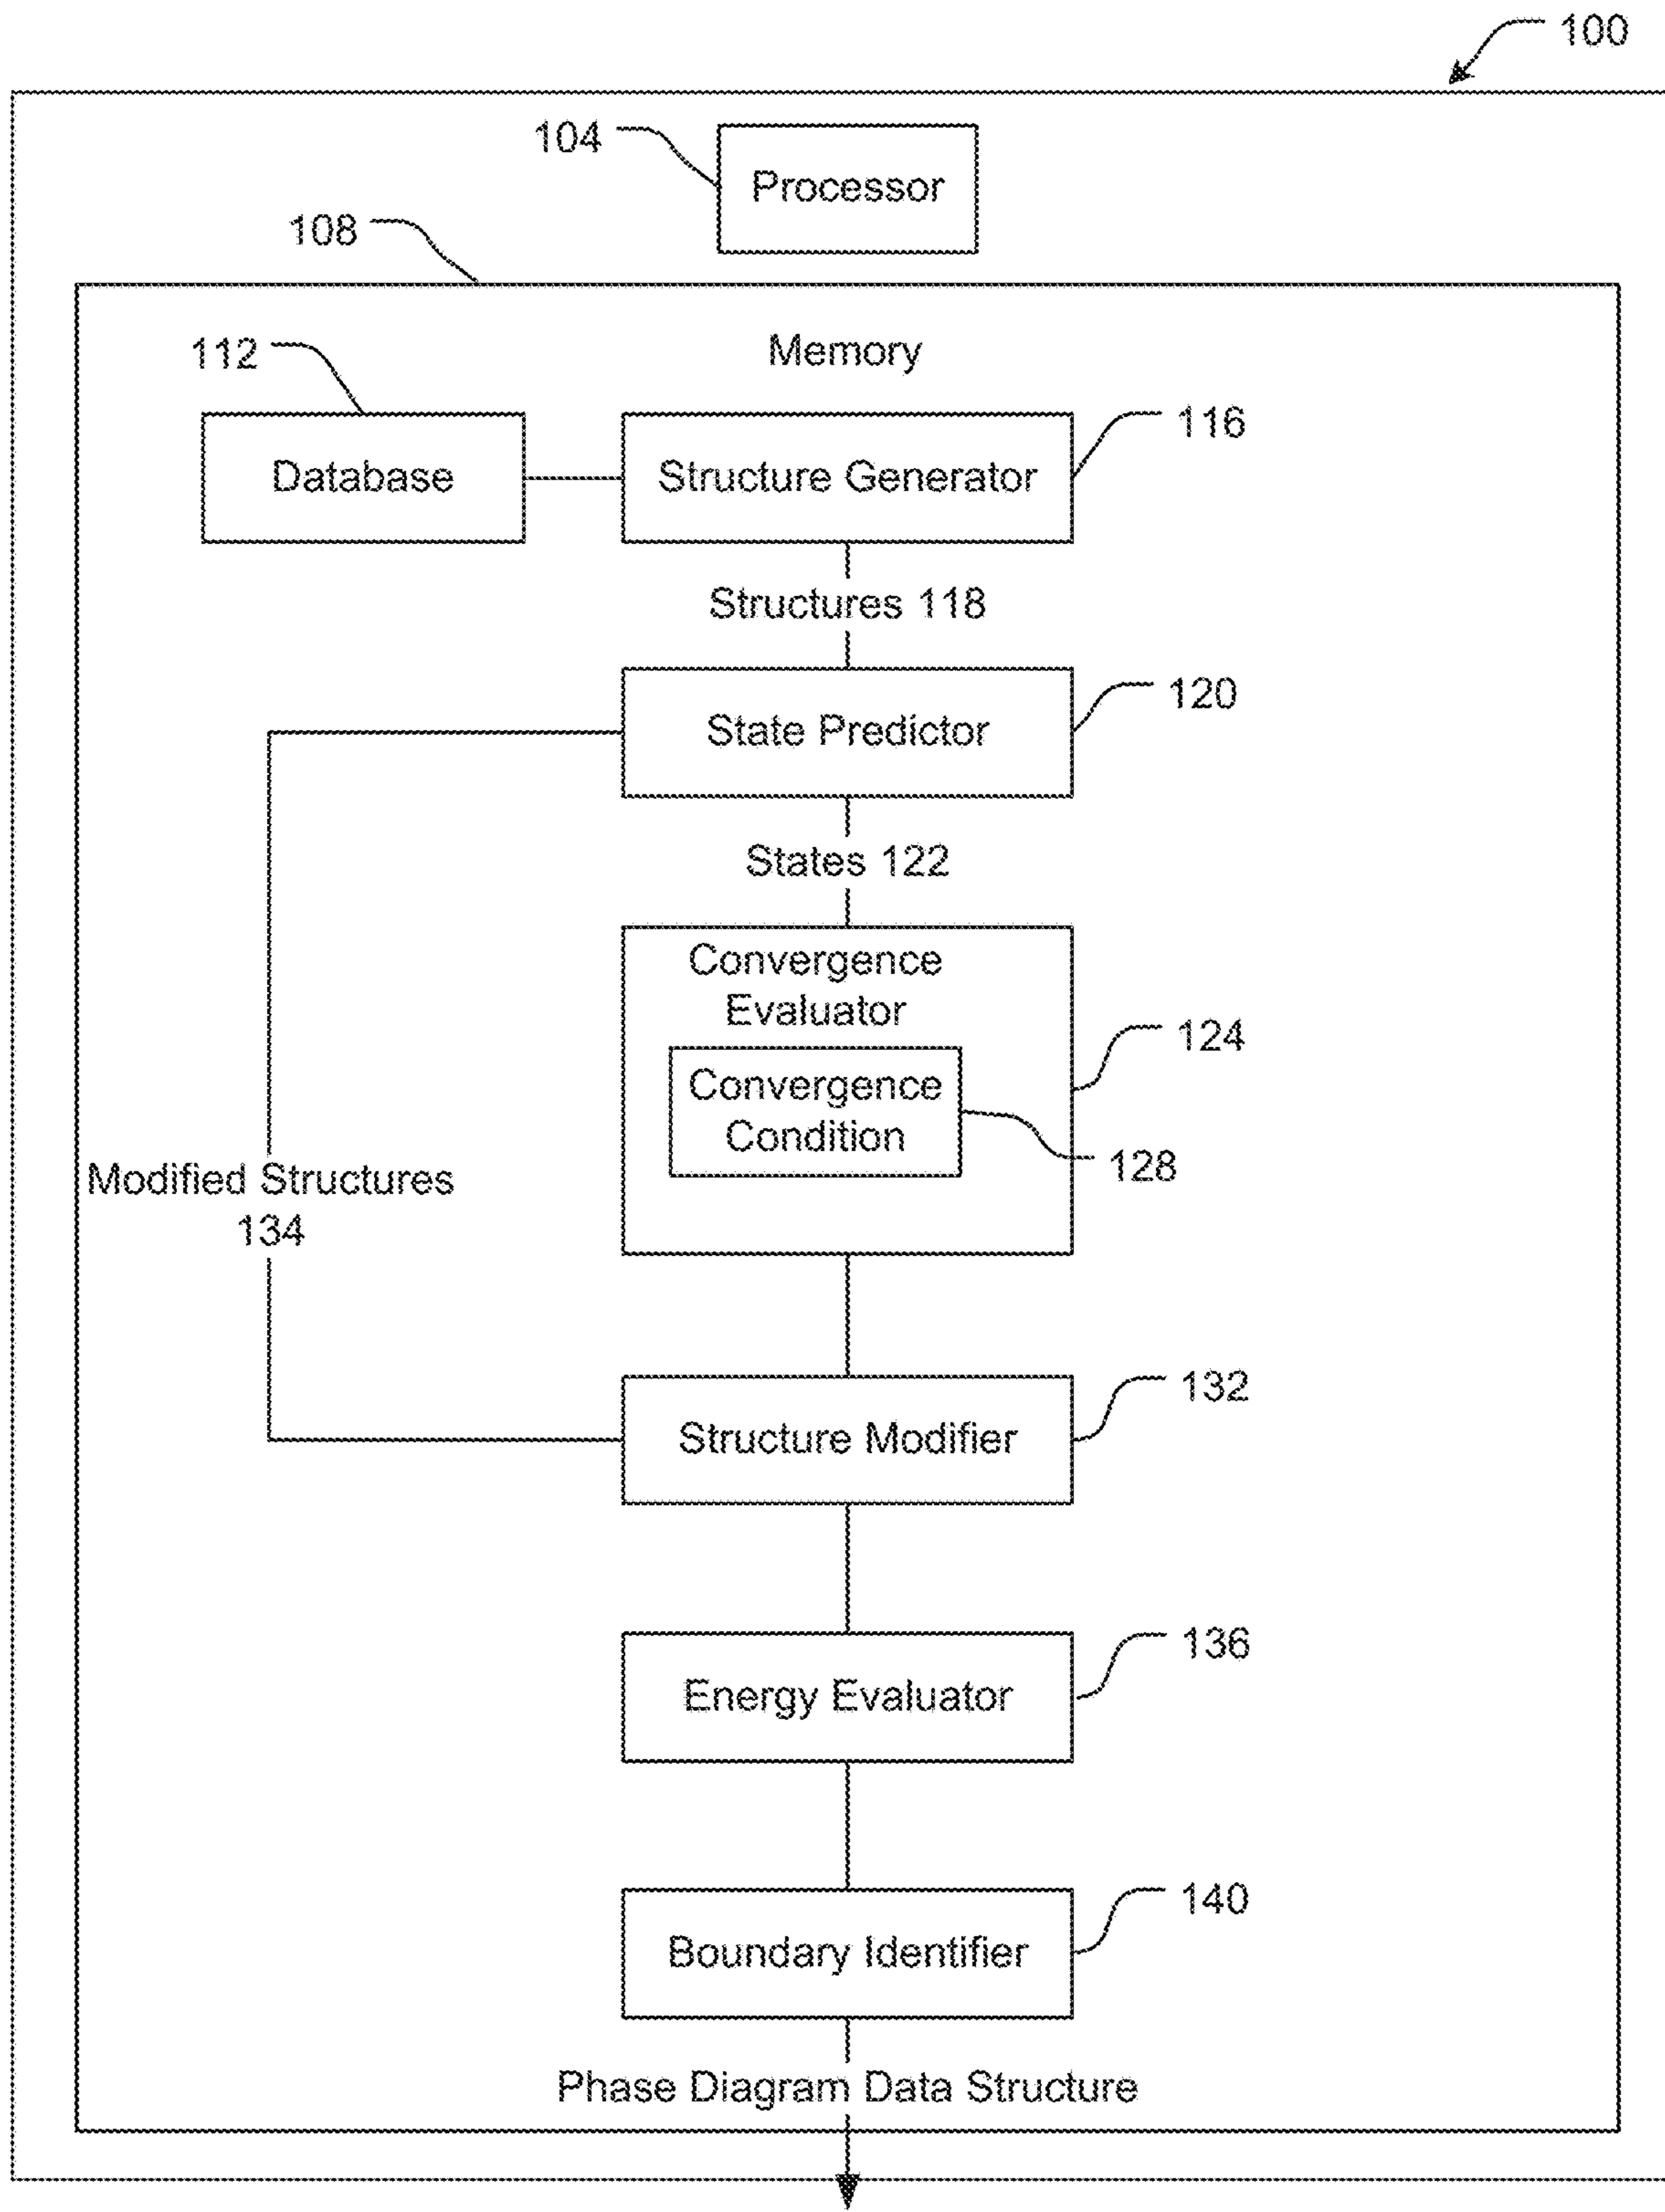 100
104
Processor
108
Memory
112
116
Database
Structure Generator
Structures 118
120
State Predictor
States 122
Convergence
Evaluator
124
Convergence
Condition
128
Modified Structures
134
132
Structure Modifier
136
Energy Evaluator
140
Boundary Identifier
Phase Diagram Data Structure